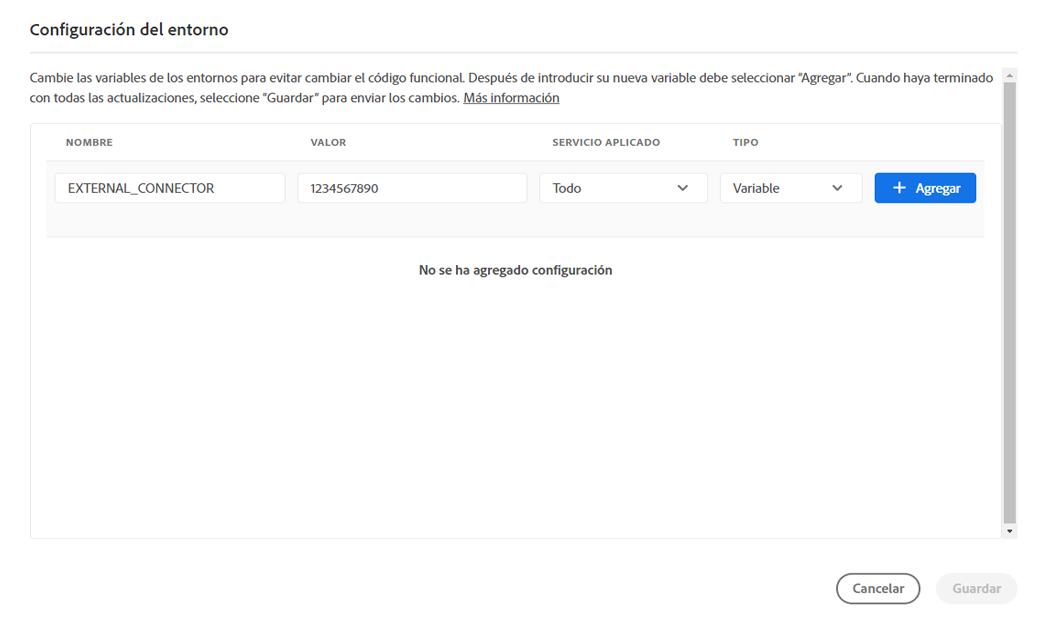 Configuración del entorno
Cambie las variables de los entornos para evitar cambiar el código funcional. Después de introducir su nueva variable debe seleccionar "Agregar". Cuando haya terminado
con todas las actualizaciones, seleccione "Guardar" para enviar los cambios. Más información
NOMBRE VALOR SERVICIO APLICADO TIPO
EXTERNAL_CONNECTOR 1234567890 Todo Variable + Agregar
No se ha agregado configuración
Cancelar Guardar